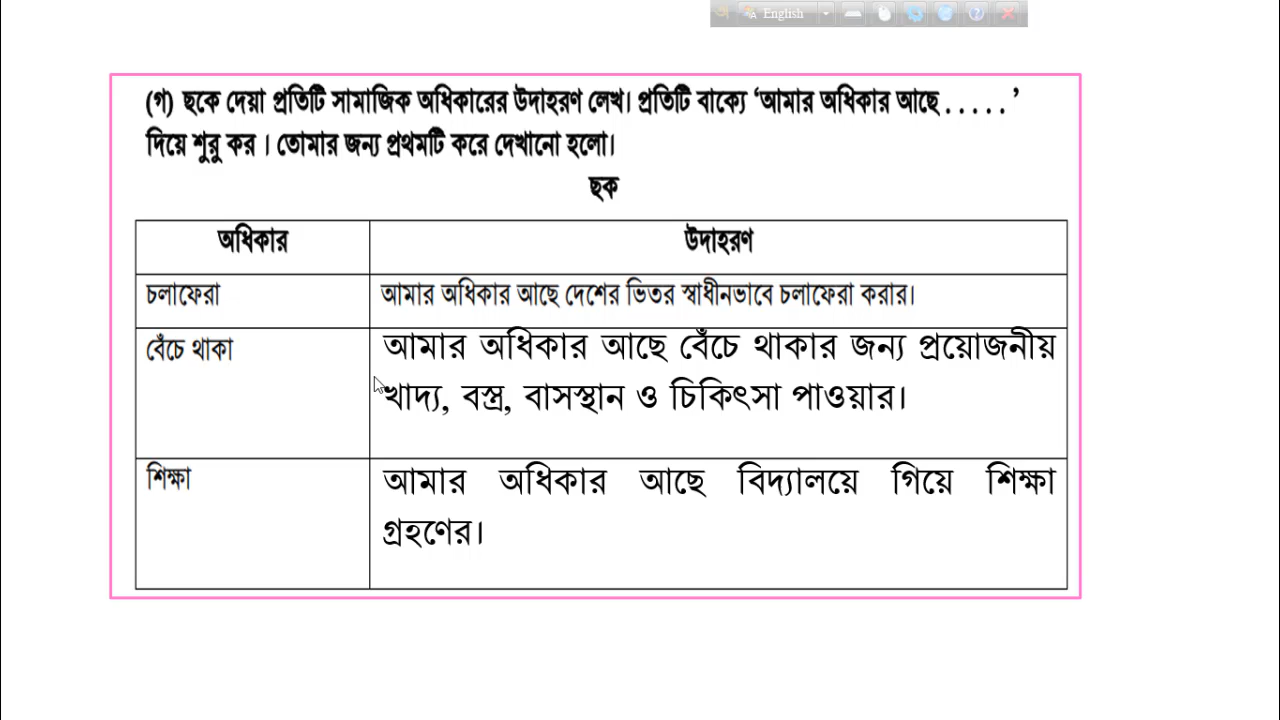 English
(গ) ছকে দেয়া প্রতিটি সামাজিক অধিকারের উদাহরণ লেখ। প্রতিটি বাক্যে ‘আমার অধিকার আছে . . . . . ’
দিয়ে শুরু কর । তোমার জন্য প্রথমটি করে দেখানো হলো।
ছক
অধিকার উদাহরণ
চলাফেরা আমার অধিকার আছে দেশের ভিতর স্বাধীনভাবে চলাফেরা করার।
বেঁচে থাকা আমার অধিকার আছে বেঁচে থাকার জন্য প্রয়োজনীয়
খাদ্য, বস্ত্র, বাসস্থান ও চিকিৎসা পাওয়ার।
শিক্ষা আমার অধিকার আছে বিদ্যালয়ে গিয়ে শিক্ষা
গ্রহণের।